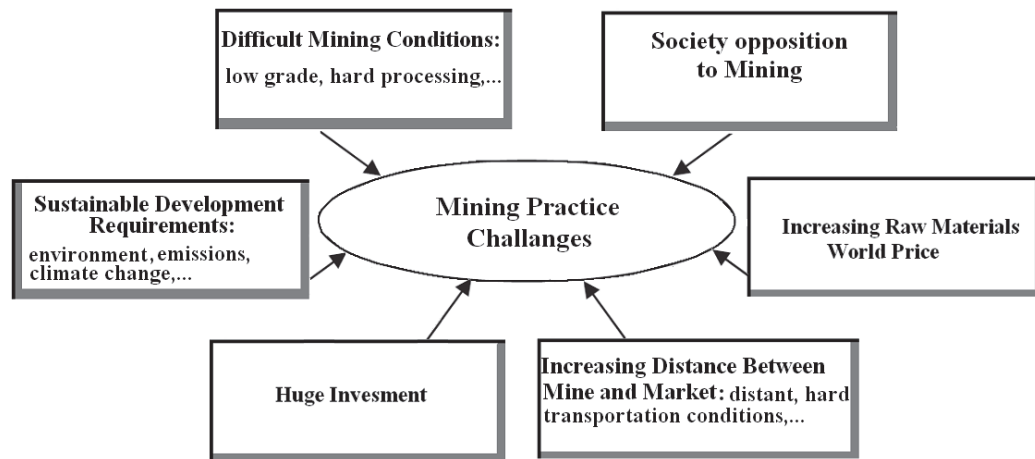 Difficult Mining Conditions:
low grade, hard processing,...
Society opposition
to Mining
Sustainable Development
Requirements:
environment, emissions,
climate change,...
Mining Practice
Challanges
Increasing Raw Materials
World Price
Huge Invesment
Increasing Distance Between
Mine and Market: distant, hard
transportation conditions,...